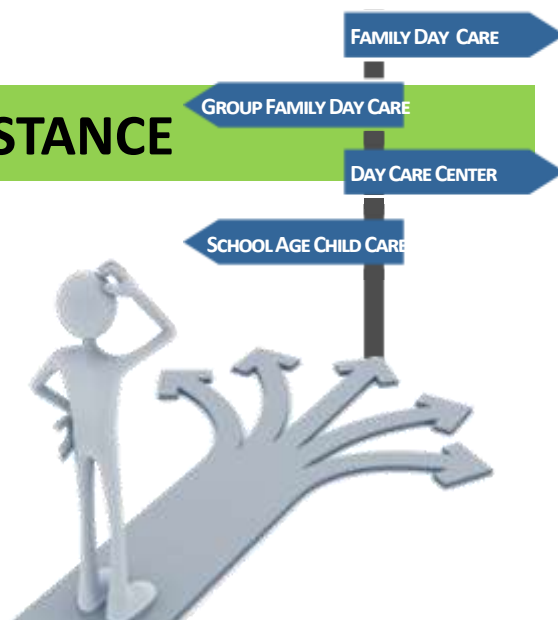 FAMILY DAY CARE
GROUP FAMILY DAY CARE
STANCE
DAY CARE CENTER
SCHOOL AGE CHILD CARE